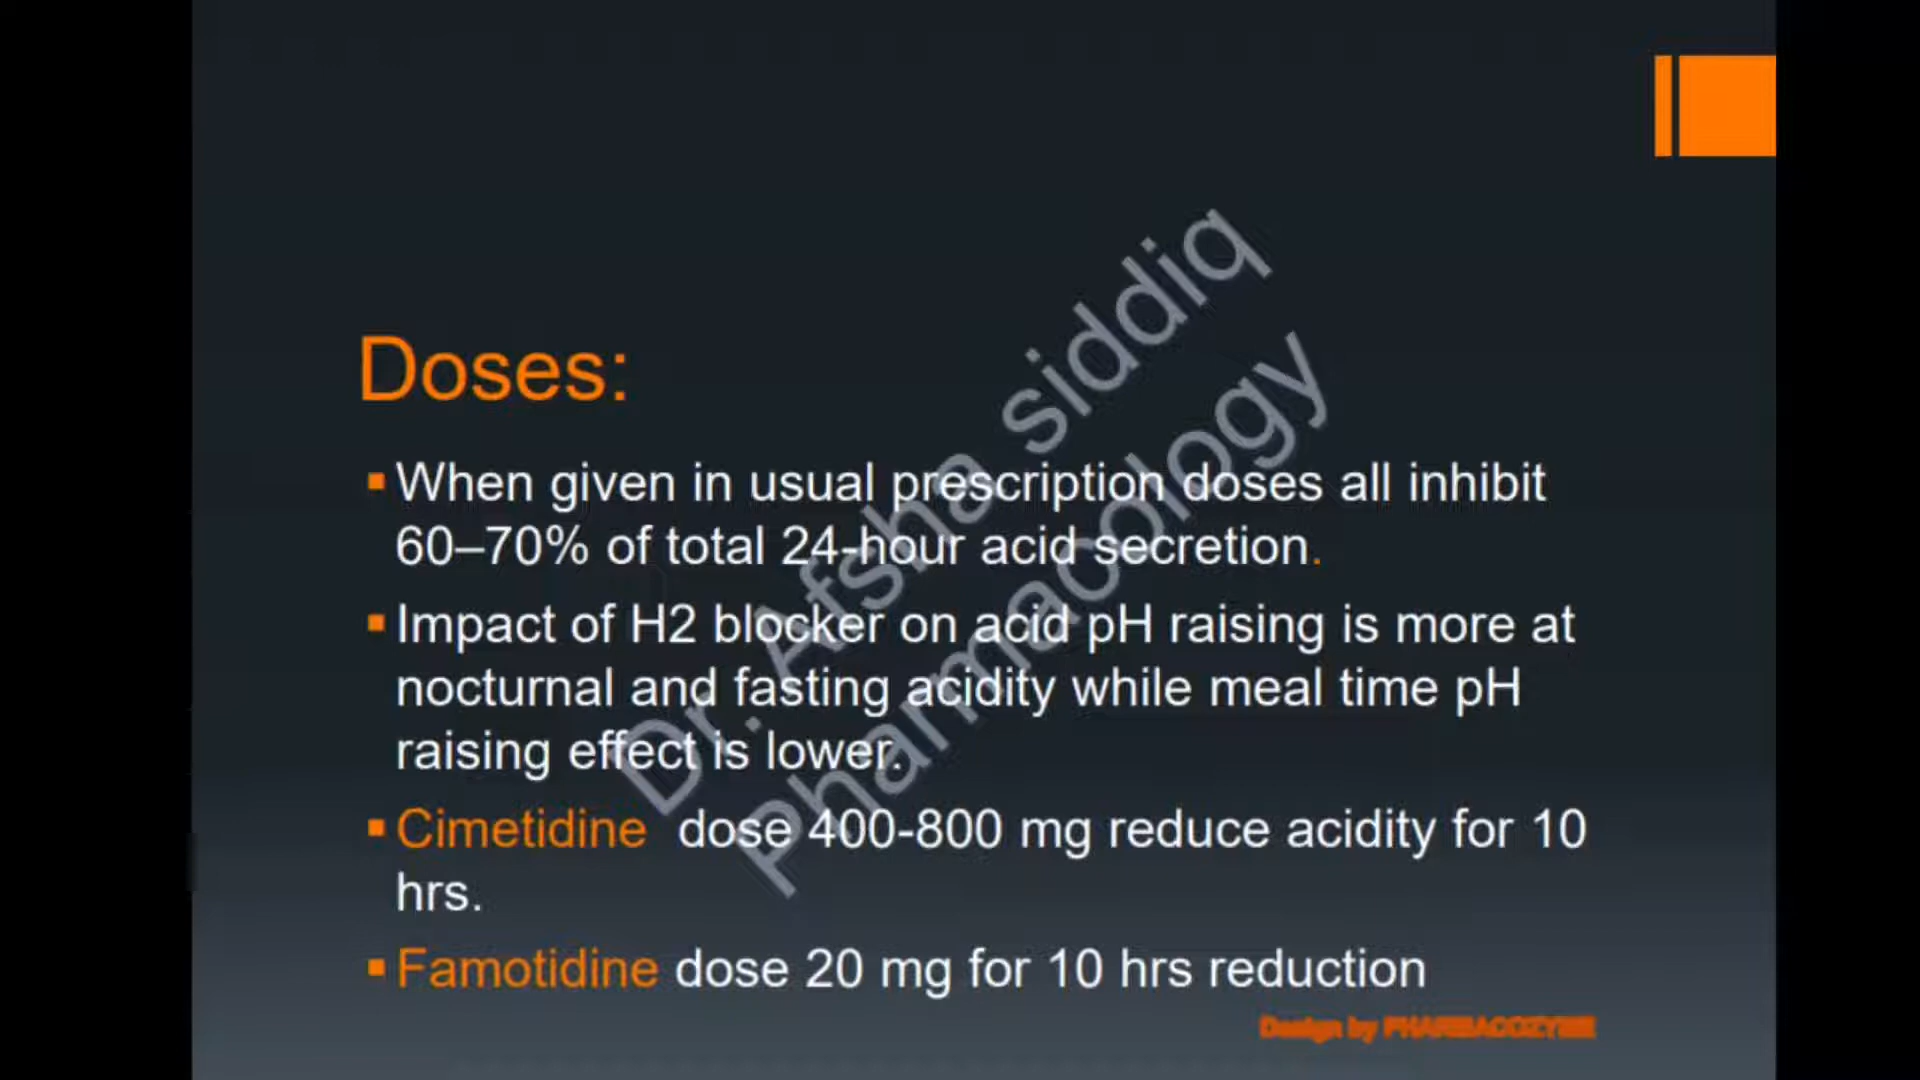 Doses:
When given in usual prescription doses all inhibit
60–70% of total 24-hour acid secretion.
Impact of H2 blocker on acid pH raising is more at
nocturnal and fasting acidity while meal time pH
raising effect is lower.
Cimetidine dose 400-800 mg reduce acidity for 10
hrs.
Famotidine dose 20 mg for 10 hrs reduction
Dr. Afsha siddiq
Pharmacology
Design by